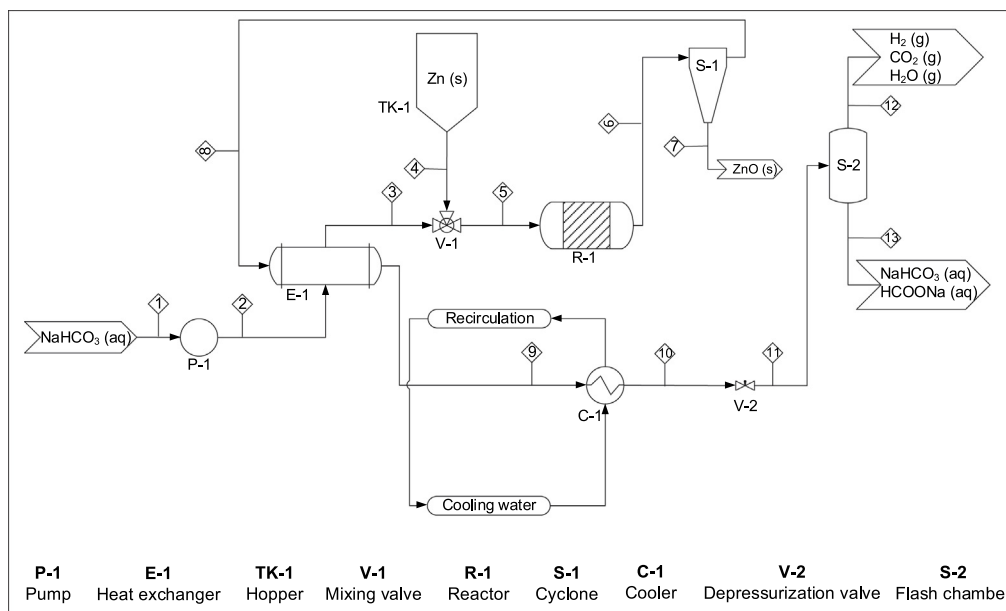 H₂ (g)
CO₂ (g)
H₂O (g)
12
S-1
Zn (s)
TK-1
6
7
ZnO (s)
S-2
8
4
3
5
V-1
R-1
13
NaHCO₃ (aq)
HCOONa (aq)
E-1
1
2
NaHCO₃ (aq)
P-1
Recirculation
9
10
11
C-1
V-2
Cooling water
P-1 E-1 TK-1 V-1 R-1 S-1 C-1 V-2 S-2
Pump Heat exchanger Hopper Mixing valve Reactor Cyclone Cooler Depressurization valve Flash chamber